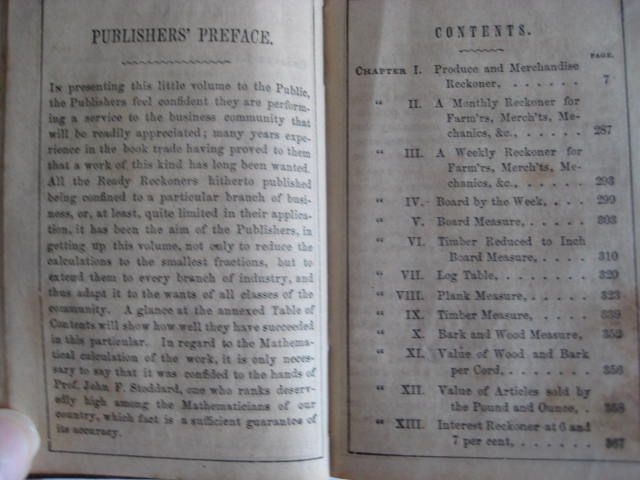 PUBLISHERS' PREFACE.
IN presenting this little volume to the Public,
the Publishers feel confident they are perform-
ing a service to the business community that
will be readily appreciated; many years expe-
rience in the book trade having proved to them
that a work of this kind has long been wanted.
All the Ready Reckoners hitherto published
being confined to a particular branch of busi-
ness, or, at least, quite limited in their applica-
tion, it has been the aim of the Publishers, in
getting up this volume, not only to reduce the
calculations to the smallest fractions, but to
extend them to every branch of industry, and
thus adapt it to the wants of all classes of the
community. A glance at the annexed Table of
Contents will show how well they have succeeded
in this particular. In regard to the Mathema-
tical calculation of the work, it is only neces-
sary to say that it was confided to the hands of
Prof. John F. Stoddard, one who ranks deserv-
edly high among the Mathematicians of our
country, which fact is a sufficient guarantee of
its accuracy.
CONTENTS.
PAGE.
CHAPTER I. Produce and Merchandise
Reckoner, . . . . . . 7
" II. A Monthly Reckoner for
Farm'rs, Merch'ts, Me-
chanics, &c., . . . . . 287
" III. A Weekly Reckoner for
Farm'rs, Merch'ts, Me-
chanics, &c., . . . . . 293
" IV. Board by the Week, . . . 299
" V. Board Measure, . . . . . 303
" VI. Timber Reduced to Inch
Board Measure, . . . . 310
" VII. Log Table, . . . . . . . 320
" VIII. Plank Measure, . . . . . 323
" IX. Timber Measure, . . . . 339
" X. Bark and Wood Measure, 352
" XI. Value of Wood and Bark
per Cord, . . . . . . . 356
" XII. Value of Articles sold by
the Pound and Ounce, . 358
" XIII. Interest Reckoner at 6 and
7 per cent, . . . . . . . 367